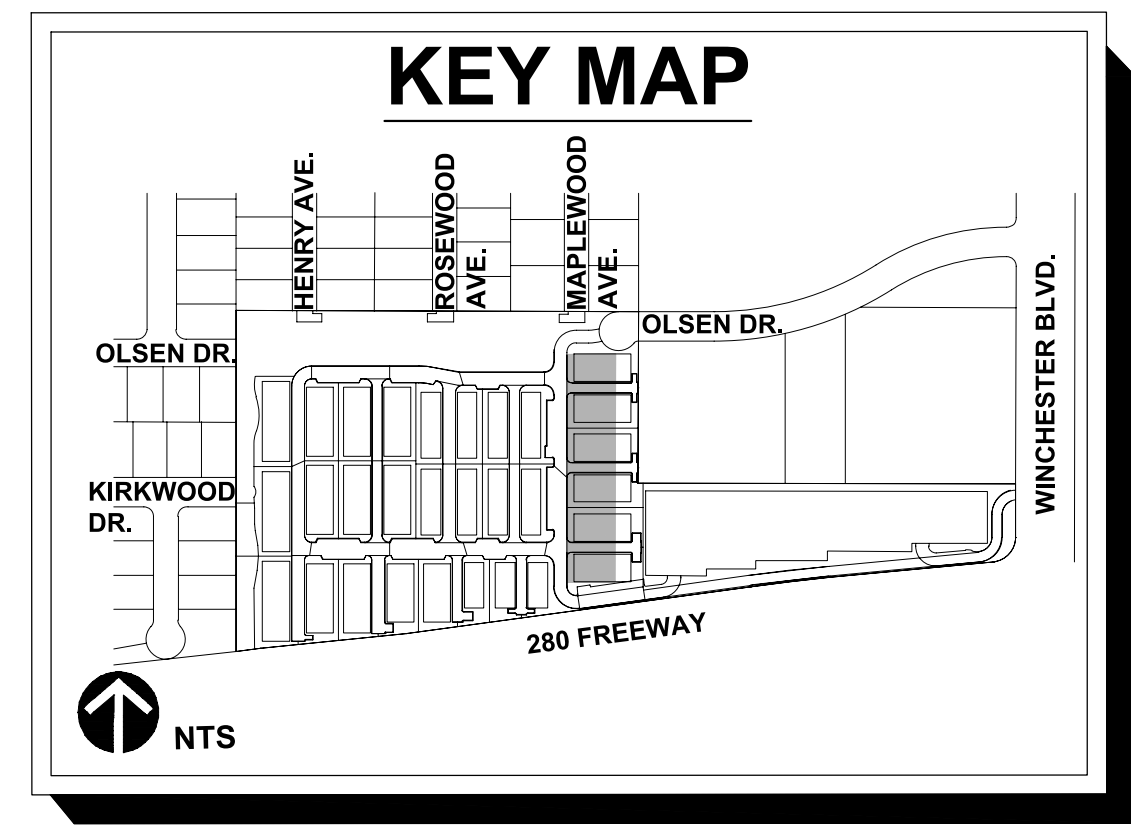 KEY MAP
HENRY AVE.
ROSEWOOD
AVE.
MAPLEWOOD
AVE.
OLSEN DR.
OLSEN DR.
WINCHESTER BLVD.
KIRKWOOD
DR.
280 FREEWAY
NTS